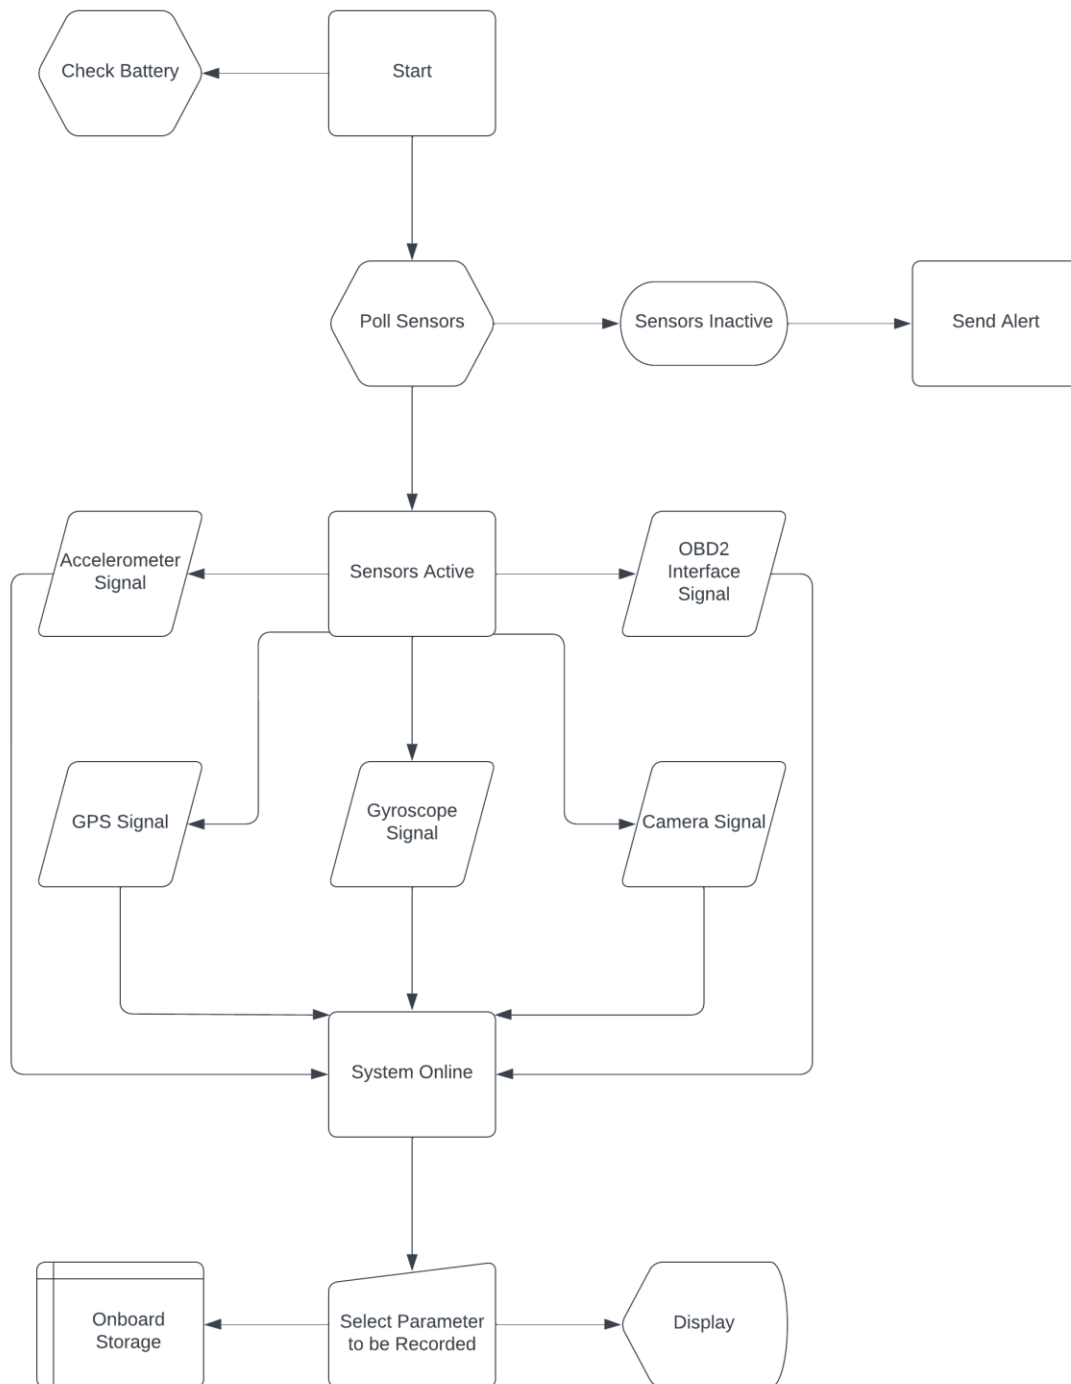 Check Battery
Start
Poll Sensors
Sensors Inactive
Send Alert
Accelerometer
Signal
Sensors Active
OBD2
Interface
Signal
GPS Signal
Gyroscope
Signal
Camera Signal
System Online
Onboard
Storage
Select Parameter
to be Recorded
Display